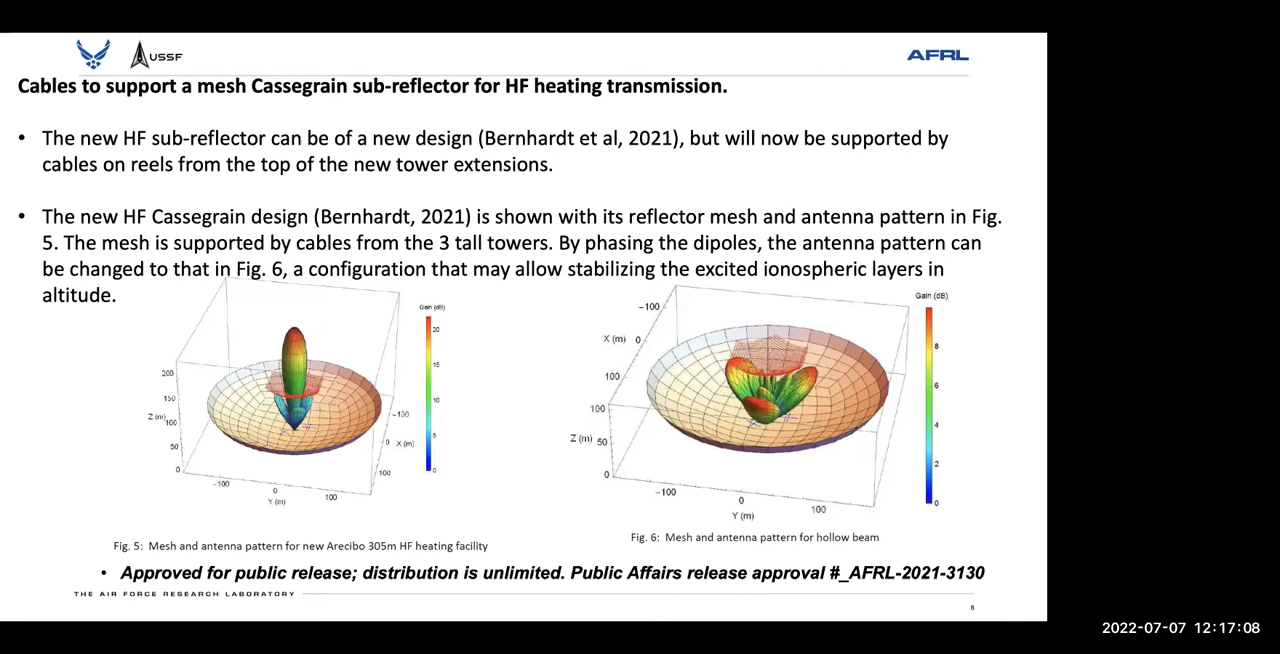 USSF
AFRL
Cables to support a mesh Cassegrain sub-reflector for HF heating transmission.
• The new HF sub-reflector can be of a new design (Bernhardt et al, 2021), but will now be supported by
cables on reels from the top of the new tower extensions.
• The new HF Cassegrain design (Bernhardt, 2021) is shown with its reflector mesh and antenna pattern in Fig.
5. The mesh is supported by cables from the 3 tall towers. By phasing the dipoles, the antenna pattern can
be changed to that in Fig. 6, a configuration that may allow stabilizing the excited ionospheric layers in
altitude.
Gain (dB)
20
15
10
5
0
200
150
Z (m)
100
50
0
-100
0
X (m)
100
-100
0
100
Y (m)
Gain (dB)
8
6
4
2
0
-100
X (m)
0
100
100
Z (m)
50
0
-100
0
100
Y (m)
Fig. 5: Mesh and antenna pattern for new Arecibo 305m HF heating facility
Fig. 6: Mesh and antenna pattern for hollow beam
• Approved for public release; distribution is unlimited. Public Affairs release approval #_AFRL-2021-3130
THE AIR FORCE RESEARCH LABORATORY
8
2022-07-07 12:17:08